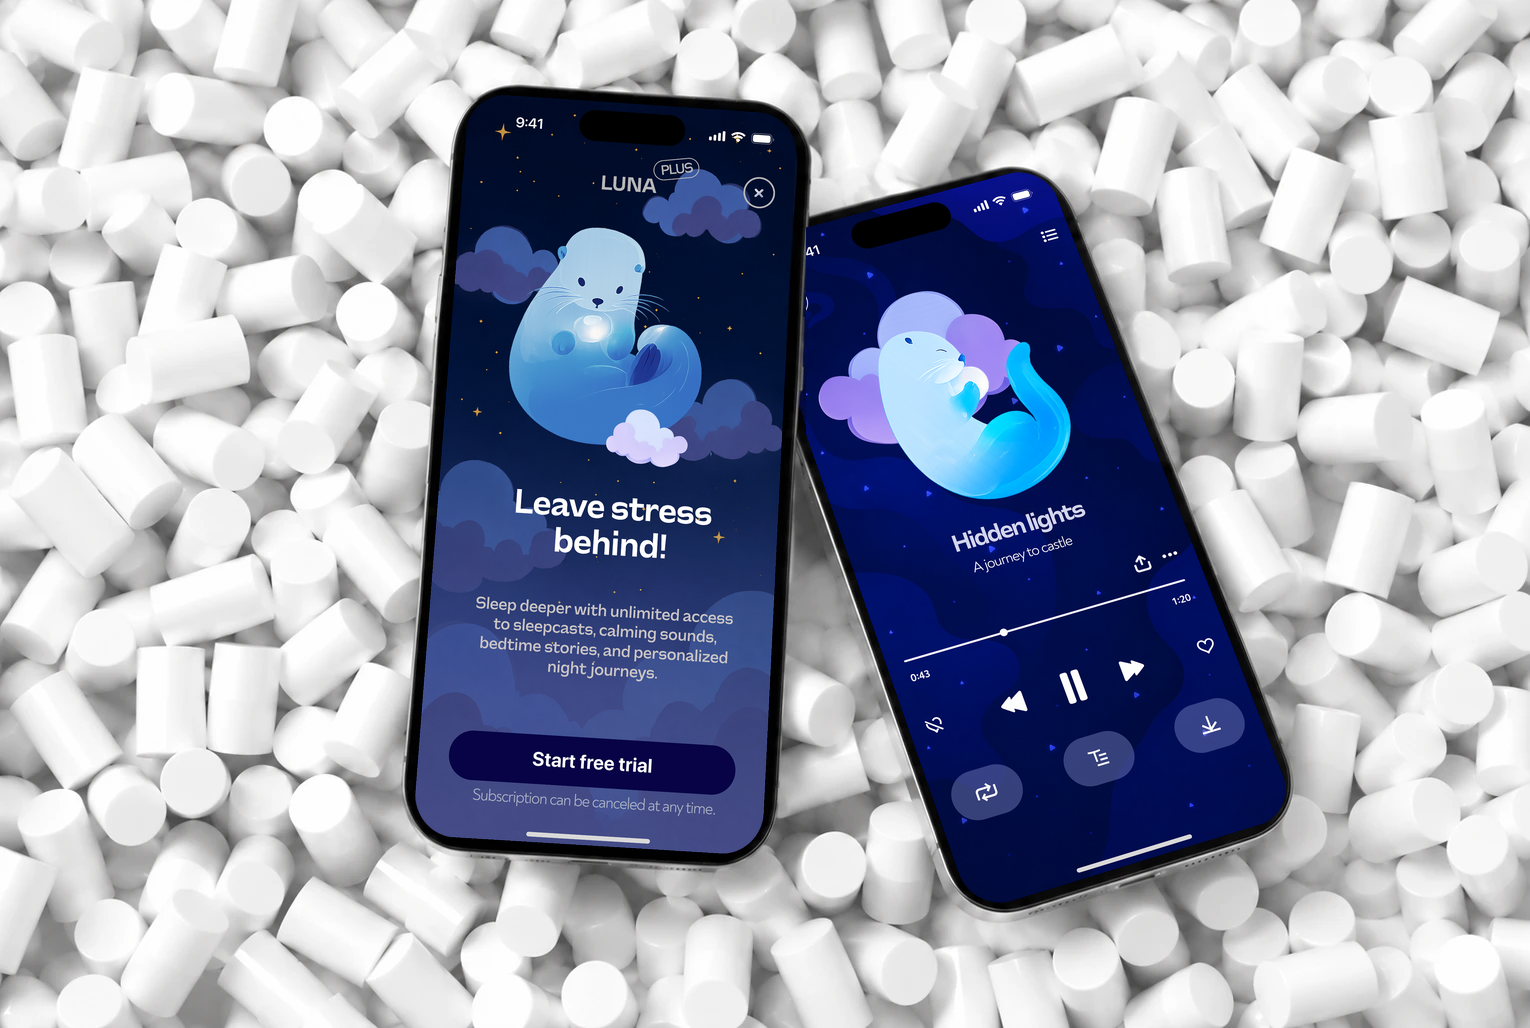 9:41
LUNA PLUS
Leave stress
behind!
Sleep deeper with unlimited access
to sleepcasts, calming sounds,
bedtime stories, and personalized
night journeys.
Start free trial
Subscription can be canceled at any time.
41
Hidden lights
A journey to castle
0:43
1:20